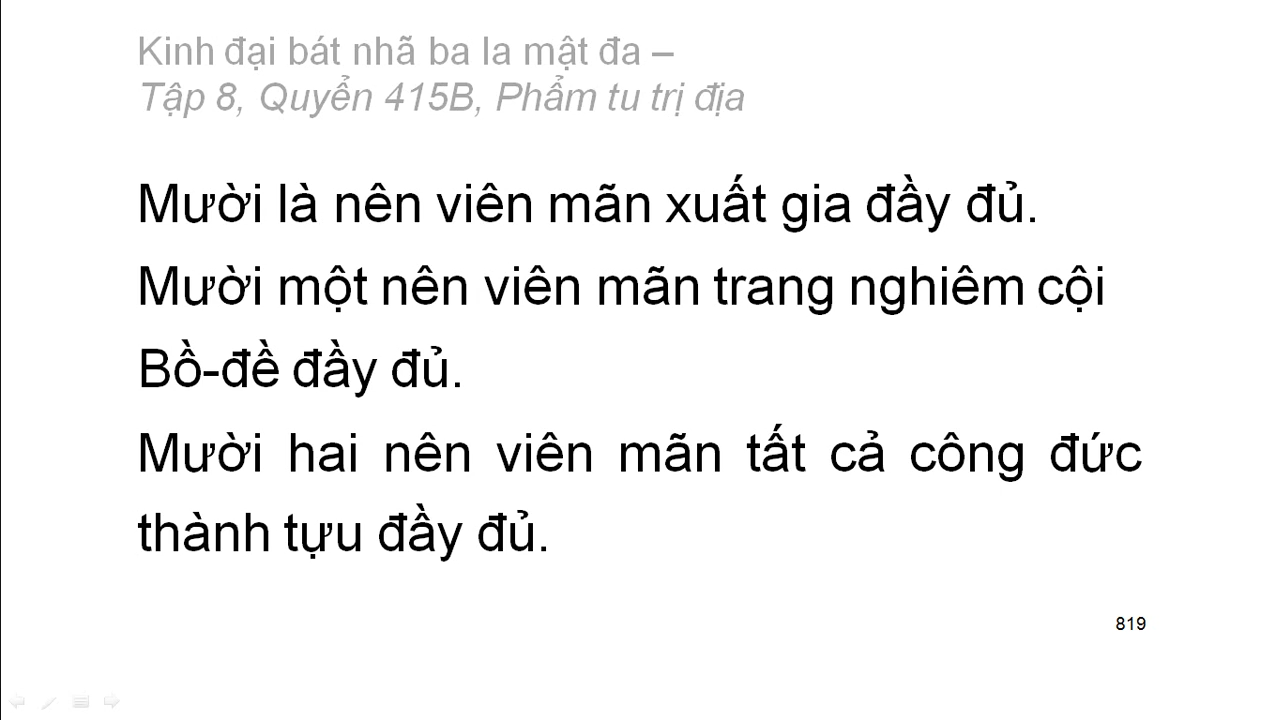 Kinh đại bát nhã ba la mật đa –
Tập 8, Quyển 415B, Phẩm tu trị địa
Mười là nên viên mãn xuất gia đầy đủ.
Mười một nên viên mãn trang nghiêm cội
Bồ-đề đầy đủ.
Mười hai nên viên mãn tất cả công đức
thành tựu đầy đủ.
819